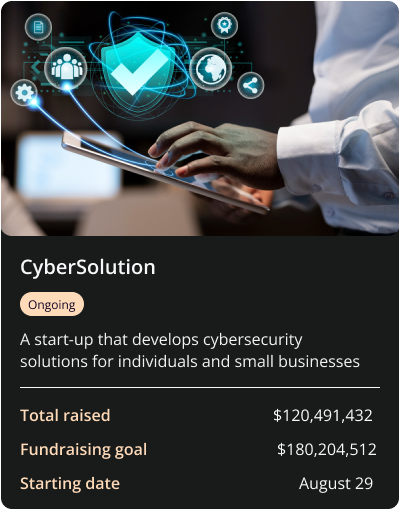 CyberSolution
Ongoing
A start-up that develops cybersecurity
solutions for individuals and small businesses
Total raised $120,491,432
Fundraising goal $180,204,512
Starting date August 29